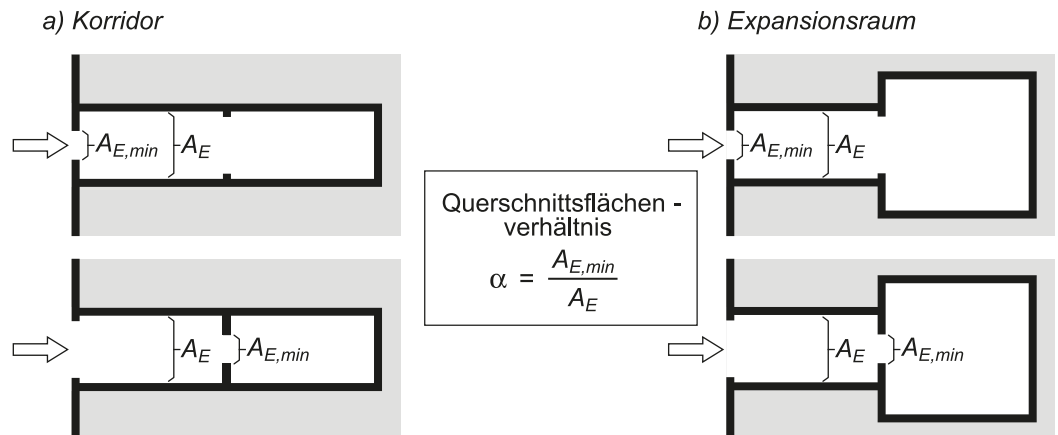 a) Korridor
b) Expansionsraum
A_E,min
A_E
A_E,min
A_E
Querschnittsflächen -
verhältnis
α = A_E,min / A_E
A_E
A_E,min
A_E
A_E,min